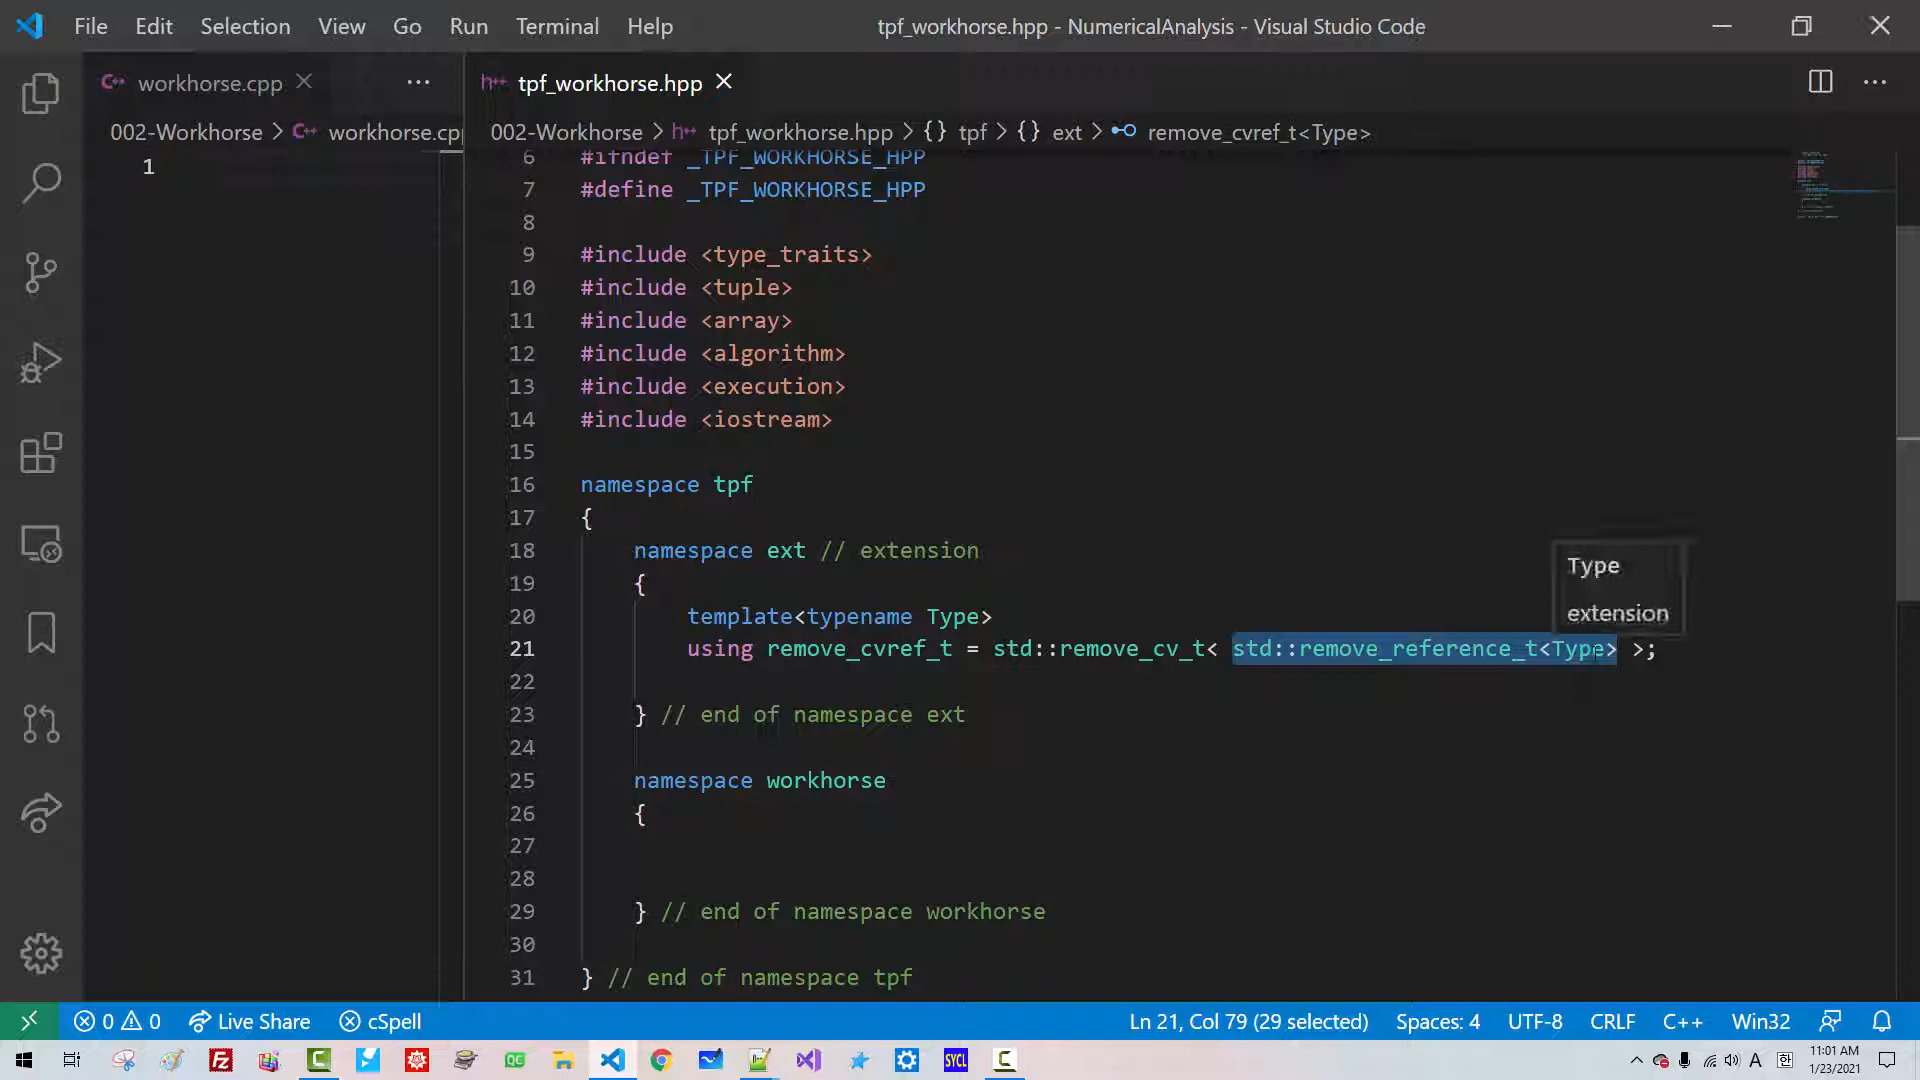 File Edit Selection View Go Run Terminal Help
tpf_workhorse.hpp - NumericalAnalysis - Visual Studio Code
workhorse.cpp
tpf_workhorse.hpp
002-Workhorse > workhorse.cpp
002-Workhorse > tpf_workhorse.hpp > {} tpf > {} ext > remove_cvref_t<Type>
1
6 #ifndef _TPF_WORKHORSE_HPP
7 #define _TPF_WORKHORSE_HPP
8
9 #include <type_traits>
10 #include <tuple>
11 #include <array>
12 #include <algorithm>
13 #include <execution>
14 #include <iostream>
15
16 namespace tpf
17 {
18 namespace ext // extension
19 {
20 template<typename Type>
21 using remove_cvref_t = std::remove_cv_t< std::remove_reference_t<Type> >;
22
23 } // end of namespace ext
24
25 namespace workhorse
26 {
27
28
29 } // end of namespace workhorse
30
31 } // end of namespace tpf
Type
extension
0 0 Live Share cSpell
Ln 21, Col 79 (29 selected) Spaces: 4 UTF-8 CRLF C++ Win32
QC
SYCL
A 한
11:01 AM
1/23/2021